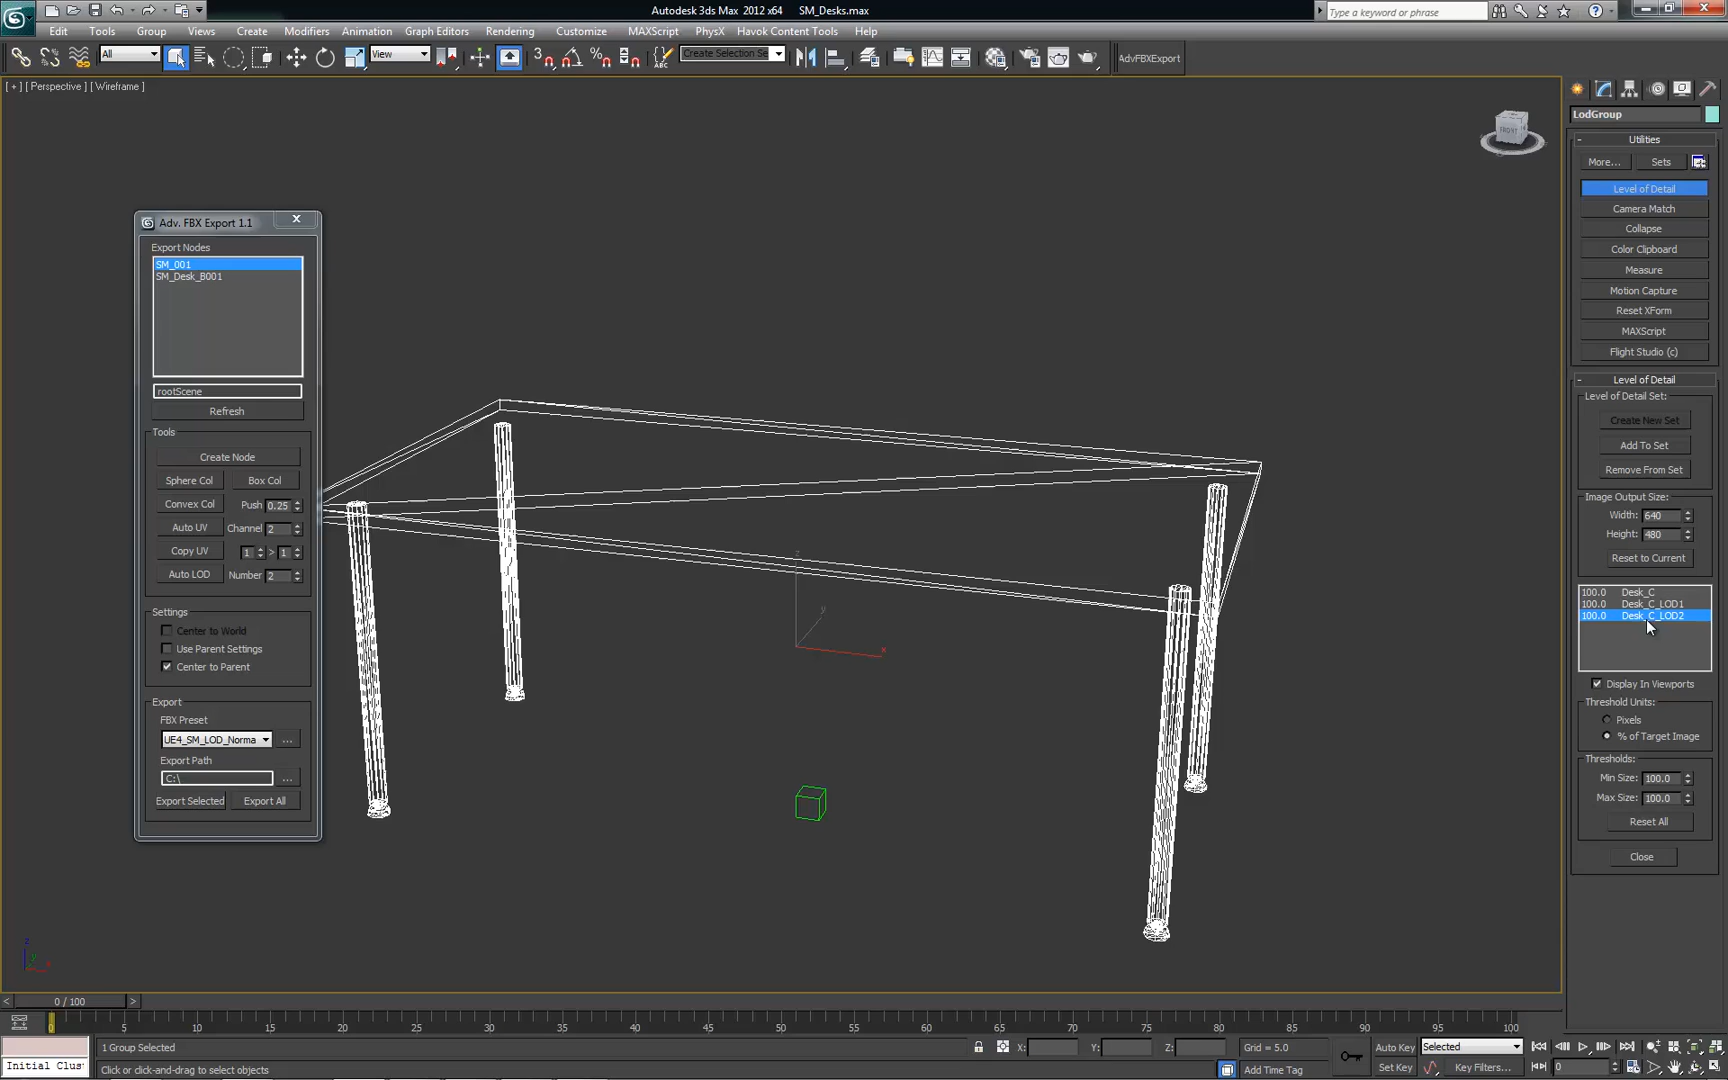 Autodesk 3ds Max 2012 x64 SM_Desks.max
Type a keyword or phrase
Edit Tools Group Views Create Modifiers Animation Graph Editors Rendering Customize MAXScript PhysX Havok Content Tools Help
All View Create Selection Se AdvFBXExport
[ + ] [ Perspective ] [ Wireframe ]
FRONT
Adv. FBX Export 1.1
Export Nodes
SM_001
SM_Desk_B001
rootScene
Refresh
Tools
Create Node
Sphere Col Box Col
Convex Col Push 0.25
Auto UV Channel 2
Copy UV 1 > 1
Auto LOD Number 2
Settings
Center to World
Use Parent Settings
Center to Parent
Export
FBX Preset
UE4_SM_LOD_Norma ...
Export Path
C:\ ...
Export Selected Export All
z
y
x
LodGroup
Utilities
More... Sets
Level of Detail
Camera Match
Collapse
Color Clipboard
Measure
Motion Capture
Reset XForm
MAXScript
Flight Studio (c)
Level of Detail
Level of Detail Set:
Create New Set
Add To Set
Remove From Set
Image Output Size:
Width: 640
Height: 480
Reset to Current
100.0 Desk_C
100.0 Desk_C_LOD1
100.0 Desk_C_LOD2
Display In Viewports
Threshold Units:
Pixels
% of Target Image
Thresholds:
Min Size: 100.0
Max Size: 100.0
Reset All
Close
z
y
x
< 0 / 100 >
0 5 10 15 20 25 30 35 40 45 50 55 60 65 70 75 80 85 90 95 100
1 Group Selected X: Y: Z: Grid = 5.0 Auto Key Selected
Initial Clus Click or click-and-drag to select objects Add Time Tag Set Key Key Filters... 0